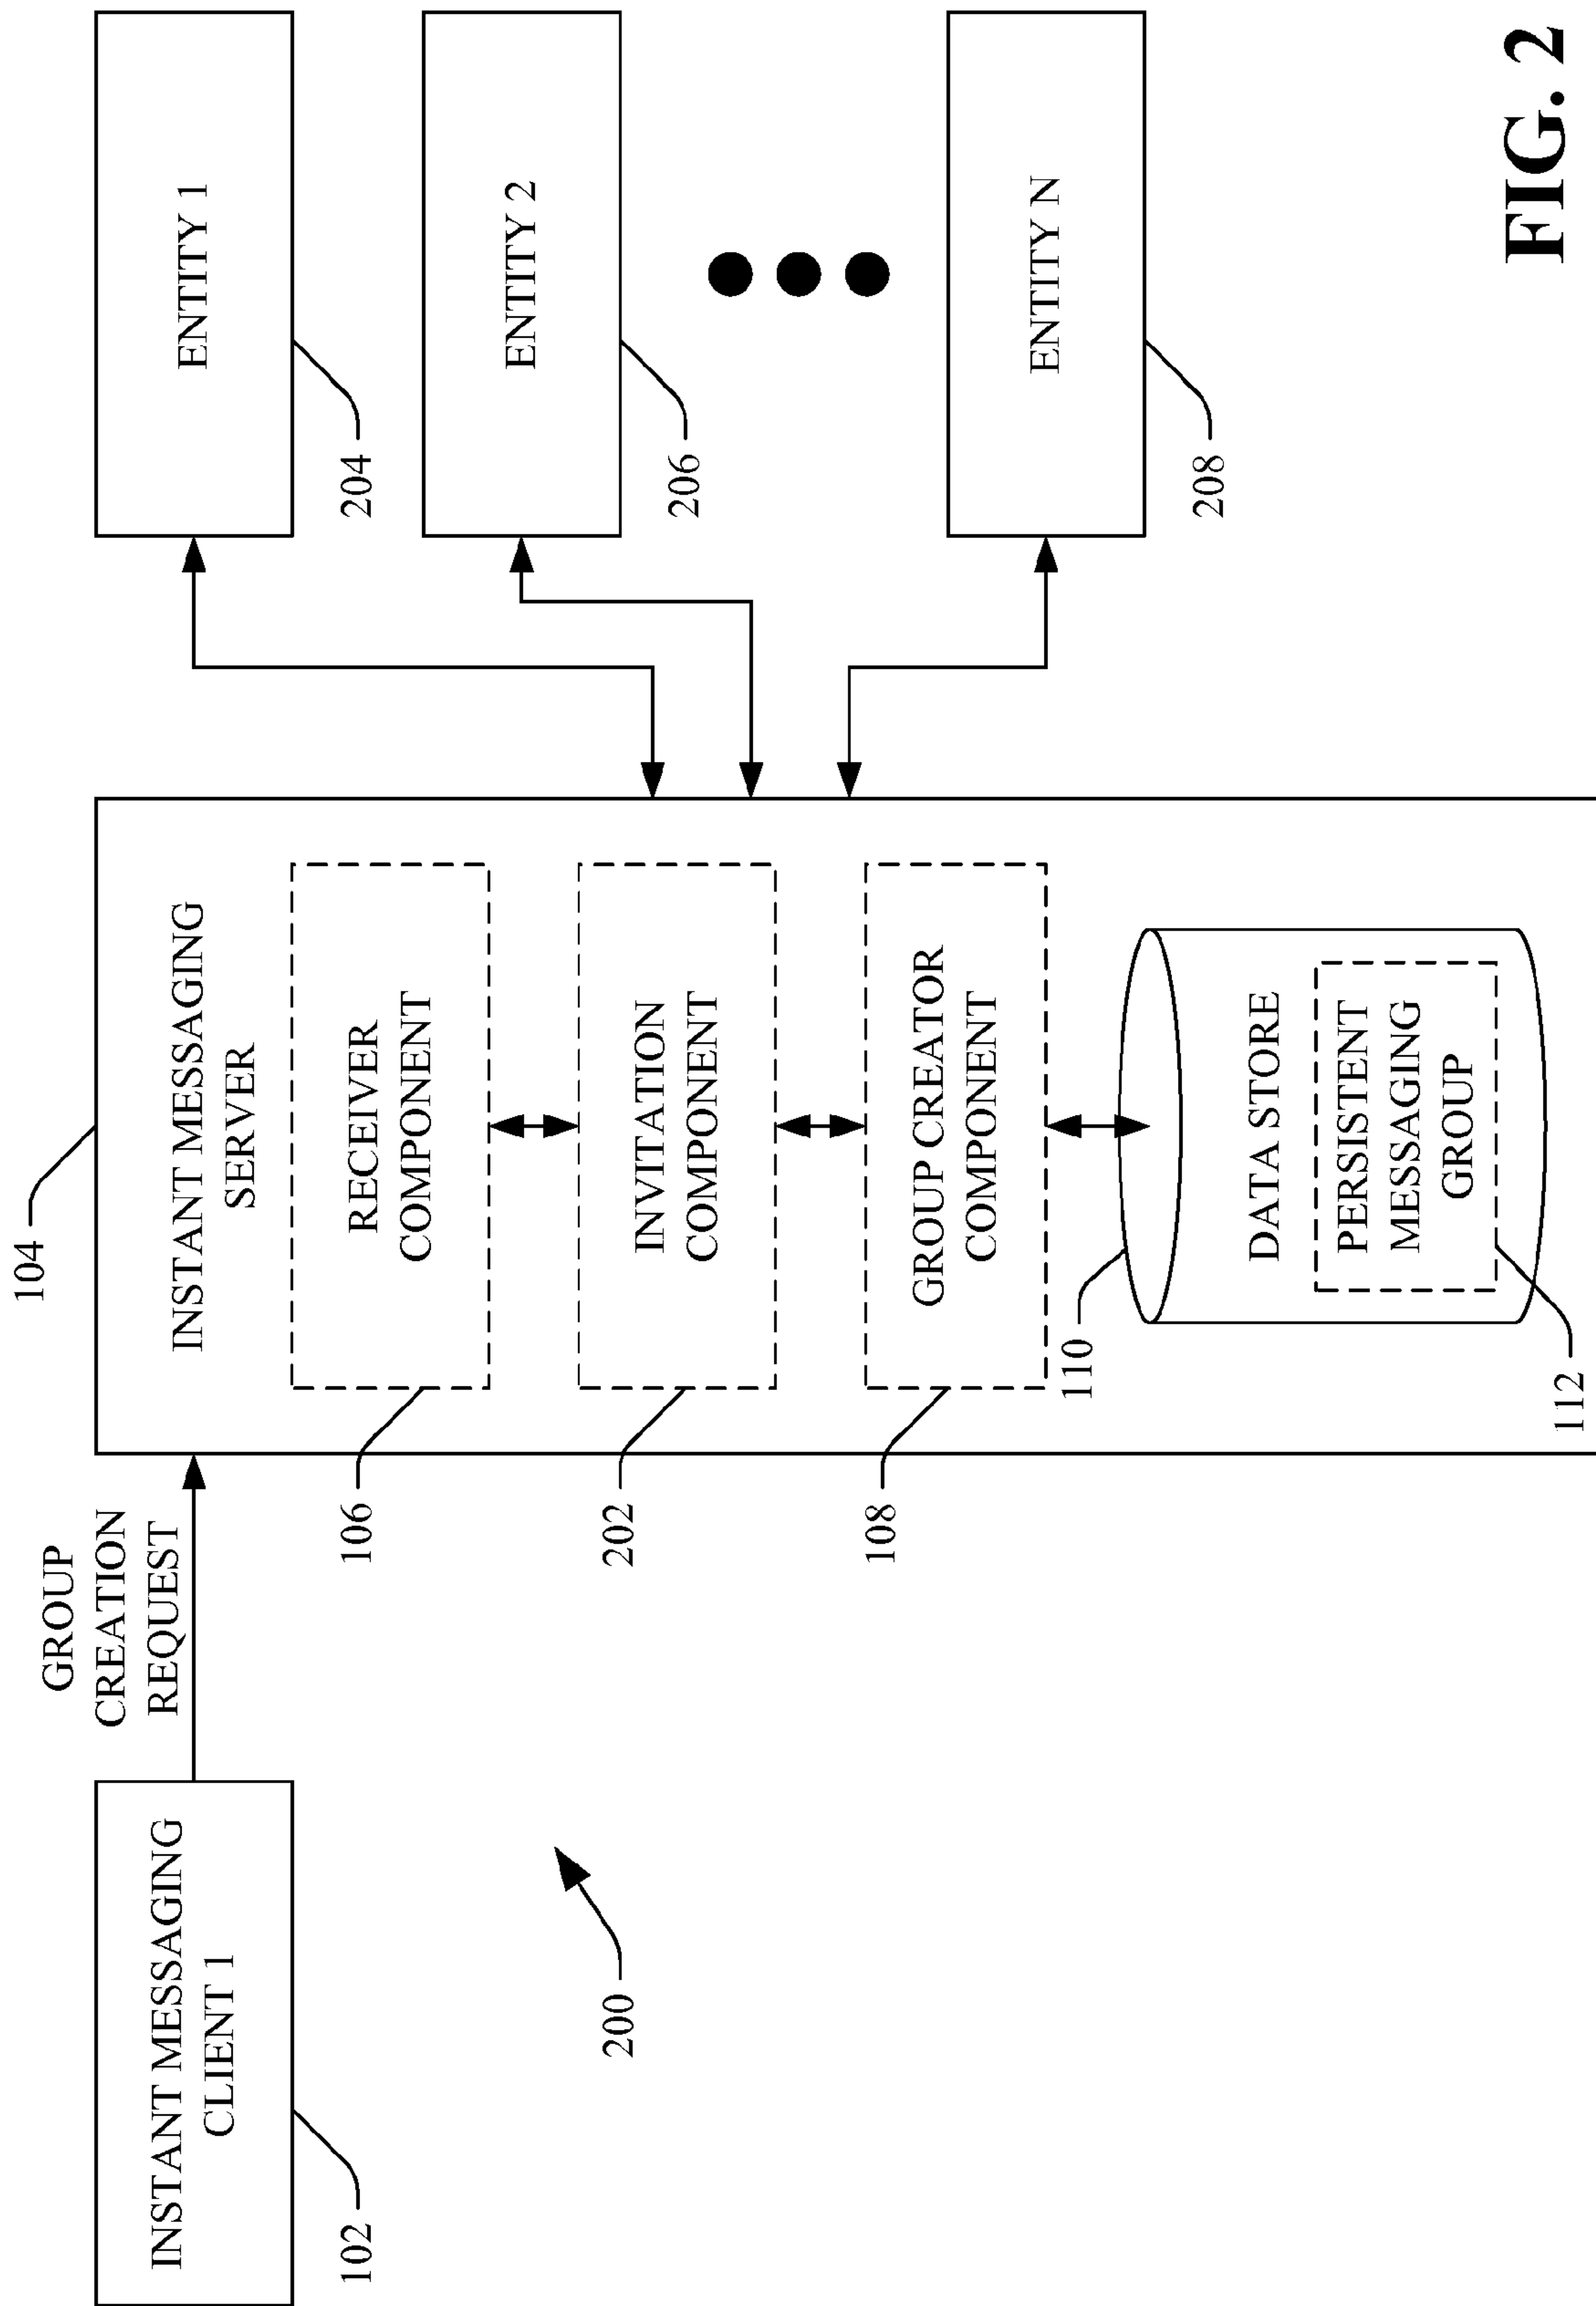 104
INSTANT MESSAGING
CLIENT 1
102
GROUP
CREATION
REQUEST
200
INSTANT MESSAGING
SERVER
RECEIVER
COMPONENT
106
INVITATION
COMPONENT
202
GROUP CREATOR
COMPONENT
108
110
DATA STORE
PERSISTENT
MESSAGING
GROUP
112
ENTITY 1
204
ENTITY 2
206
ENTITY N
208
FIG. 2